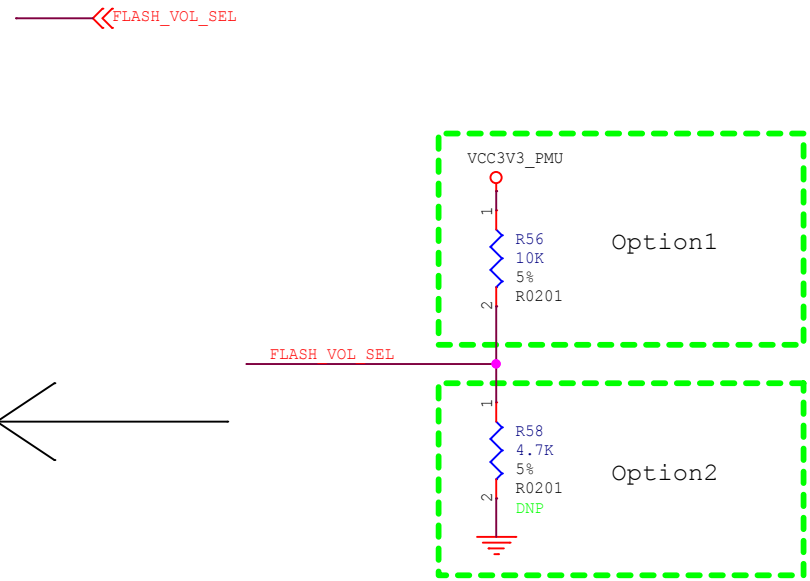 FLASH_VOL_SEL
VCC3V3_PMU
1
R56
10K
5%
R0201
2
Option1
FLASH_VOL_SEL
1
R58
4.7K
5%
R0201
2
DNP
Option2